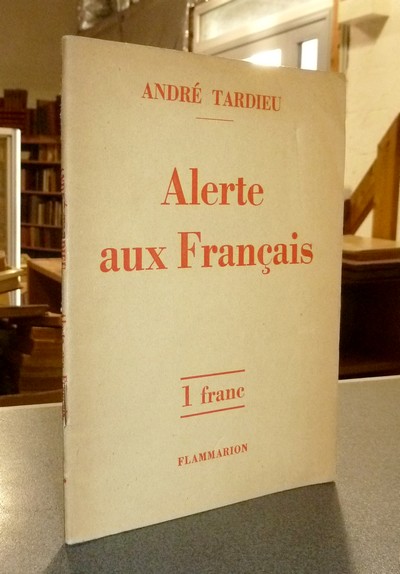 ANDRÉ TARDIEU
Alerte
aux Français
1 franc
FLAMMARION